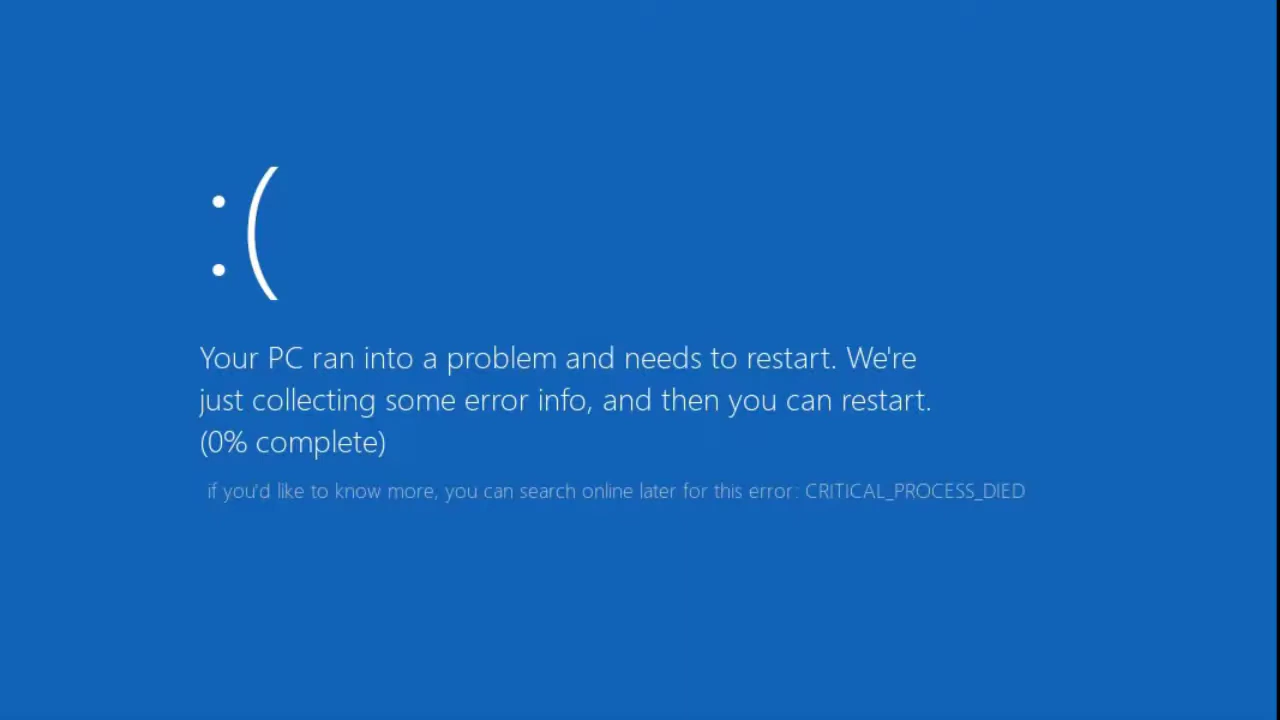 :(
Your PC ran into a problem and needs to restart. We're
just collecting some error info, and then you can restart.
(0% complete)
if you'd like to know more, you can search online later for this error: CRITICAL_PROCESS_DIED